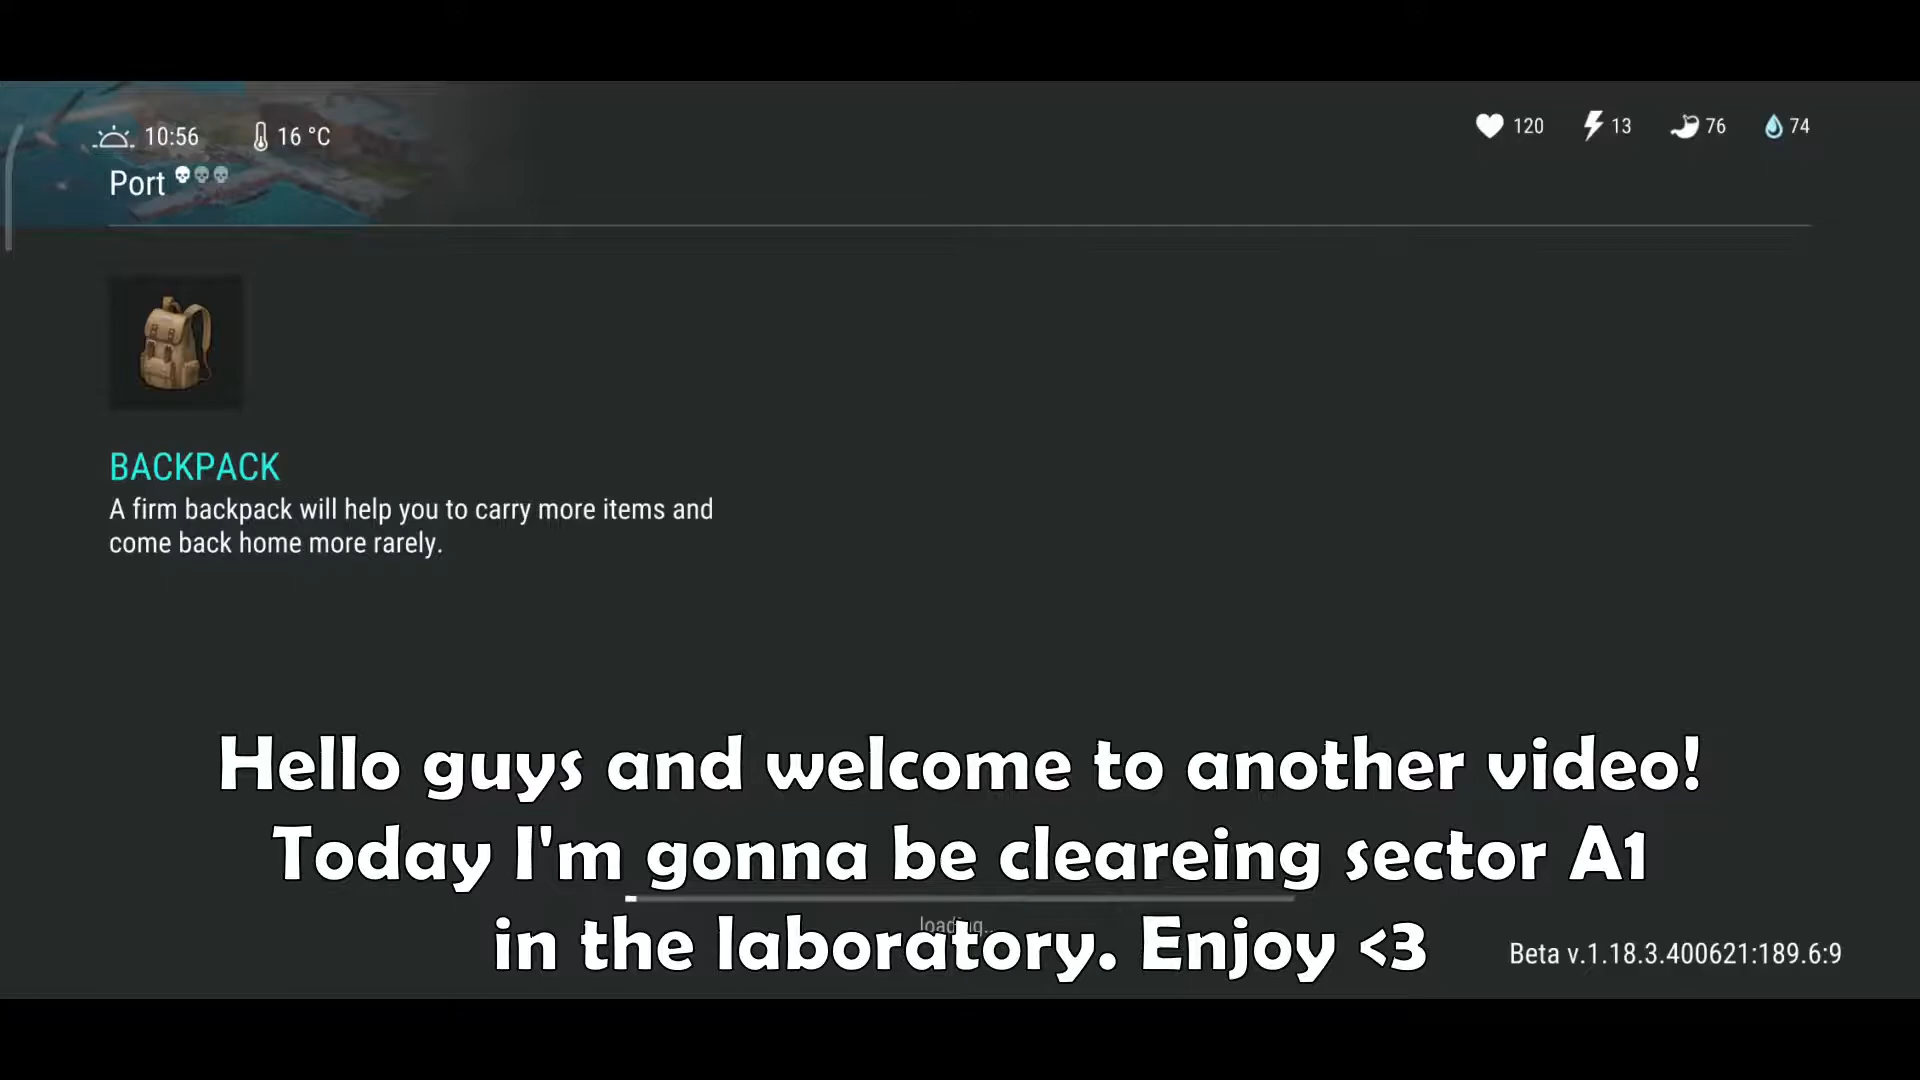 10:56 16 °C 120 13 76 74
Port
BACKPACK
A firm backpack will help you to carry more items and
come back home more rarely.
Hello guys and welcome to another video!
Today I'm gonna be cleareing sector A1
loading..
in the laboratory. Enjoy <3
Beta v.1.18.3.400621:189.6:9